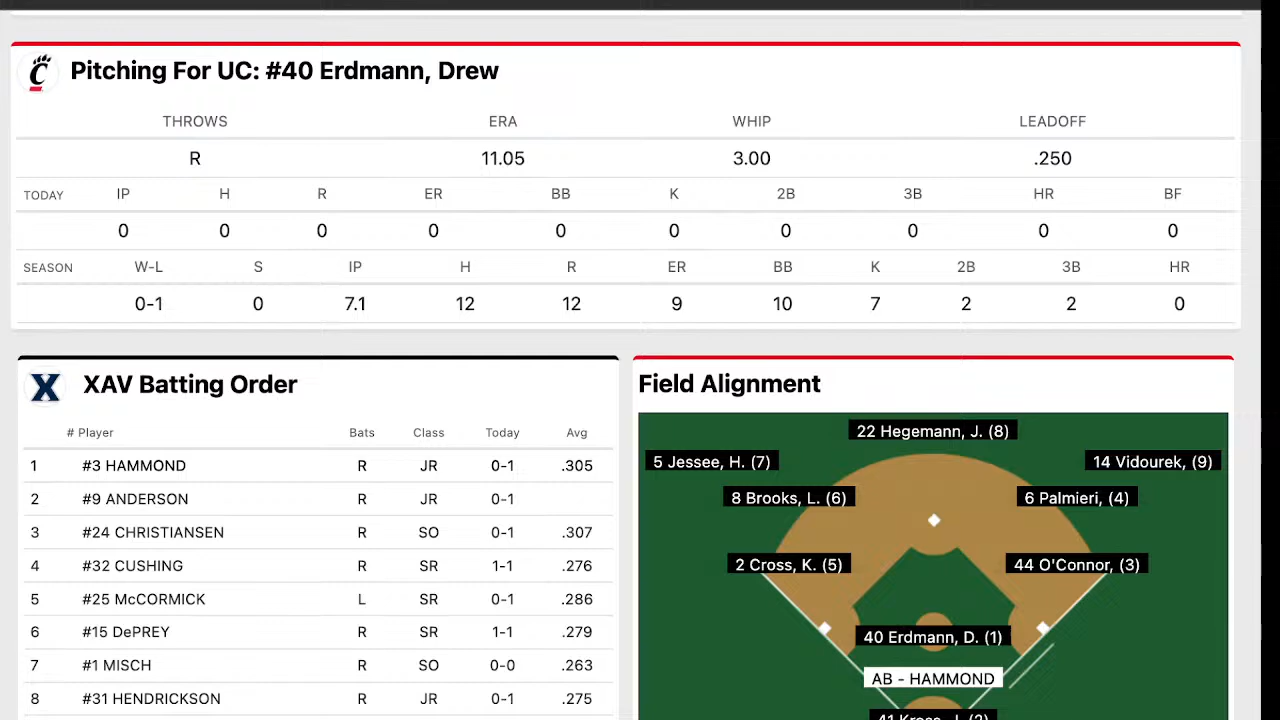 Pitching For UC: #40 Erdmann, Drew
THROWS ERA WHIP LEADOFF
R 11.05 3.00 .250
TODAY IP H R ER BB K 2B 3B HR BF
0 0 0 0 0 0 0 0 0 0
SEASON W-L S IP H R ER BB K 2B 3B HR
0-1 0 7.1 12 12 9 10 7 2 2 0
XAV Batting Order
# Player Bats Class Today Avg
1 #3 HAMMOND R JR 0-1 .305
2 #9 ANDERSON R JR 0-1
3 #24 CHRISTIANSEN R SO 0-1 .307
4 #32 CUSHING R SR 1-1 .276
5 #25 McCORMICK L SR 0-1 .286
6 #15 DePREY R SR 1-1 .279
7 #1 MISCH R SO 0-0 .263
8 #31 HENDRICKSON R JR 0-1 .275
Field Alignment
22 Hegemann, J. (8)
5 Jessee, H. (7) 14 Vidourek, (9)
8 Brooks, L. (6) 6 Palmieri, (4)
2 Cross, K. (5) 44 O'Connor, (3)
40 Erdmann, D. (1)
AB - HAMMOND